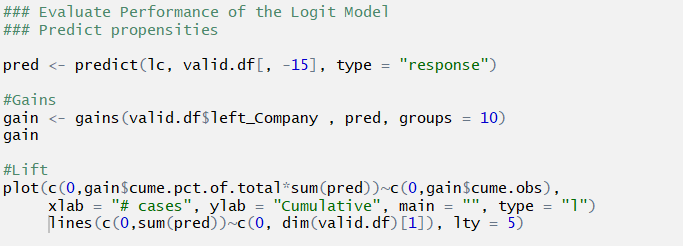 ### Evaluate Performance of the Logit Model
### Predict propensities
pred <- predict(lc, valid.df[, -15], type = "response")
#Gains
gain <- gains(valid.df$left_Company , pred, groups = 10)
gain
#Lift
plot(c(0,gain$cume.pct.of.total*sum(pred))~c(0,gain$cume.obs),
xlab = "# cases", ylab = "Cumulative", main = "", type = "l")
lines(c(0,sum(pred))~c(0, dim(valid.df)[1]), lty = 5)